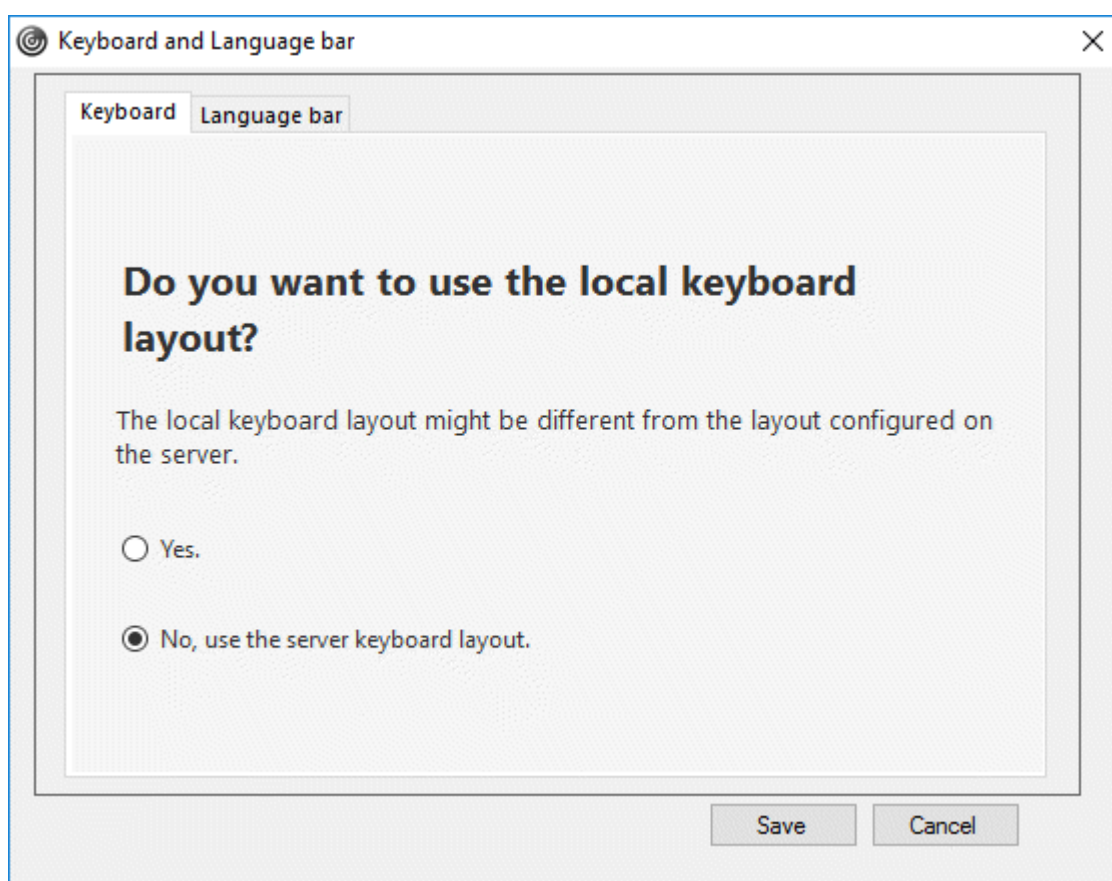 Keyboard and Language bar
Keyboard
Language bar
Do you want to use the local keyboard
layout?
The local keyboard layout might be different from the layout configured on
the server.
Yes.
No, use the server keyboard layout.
Save
Cancel